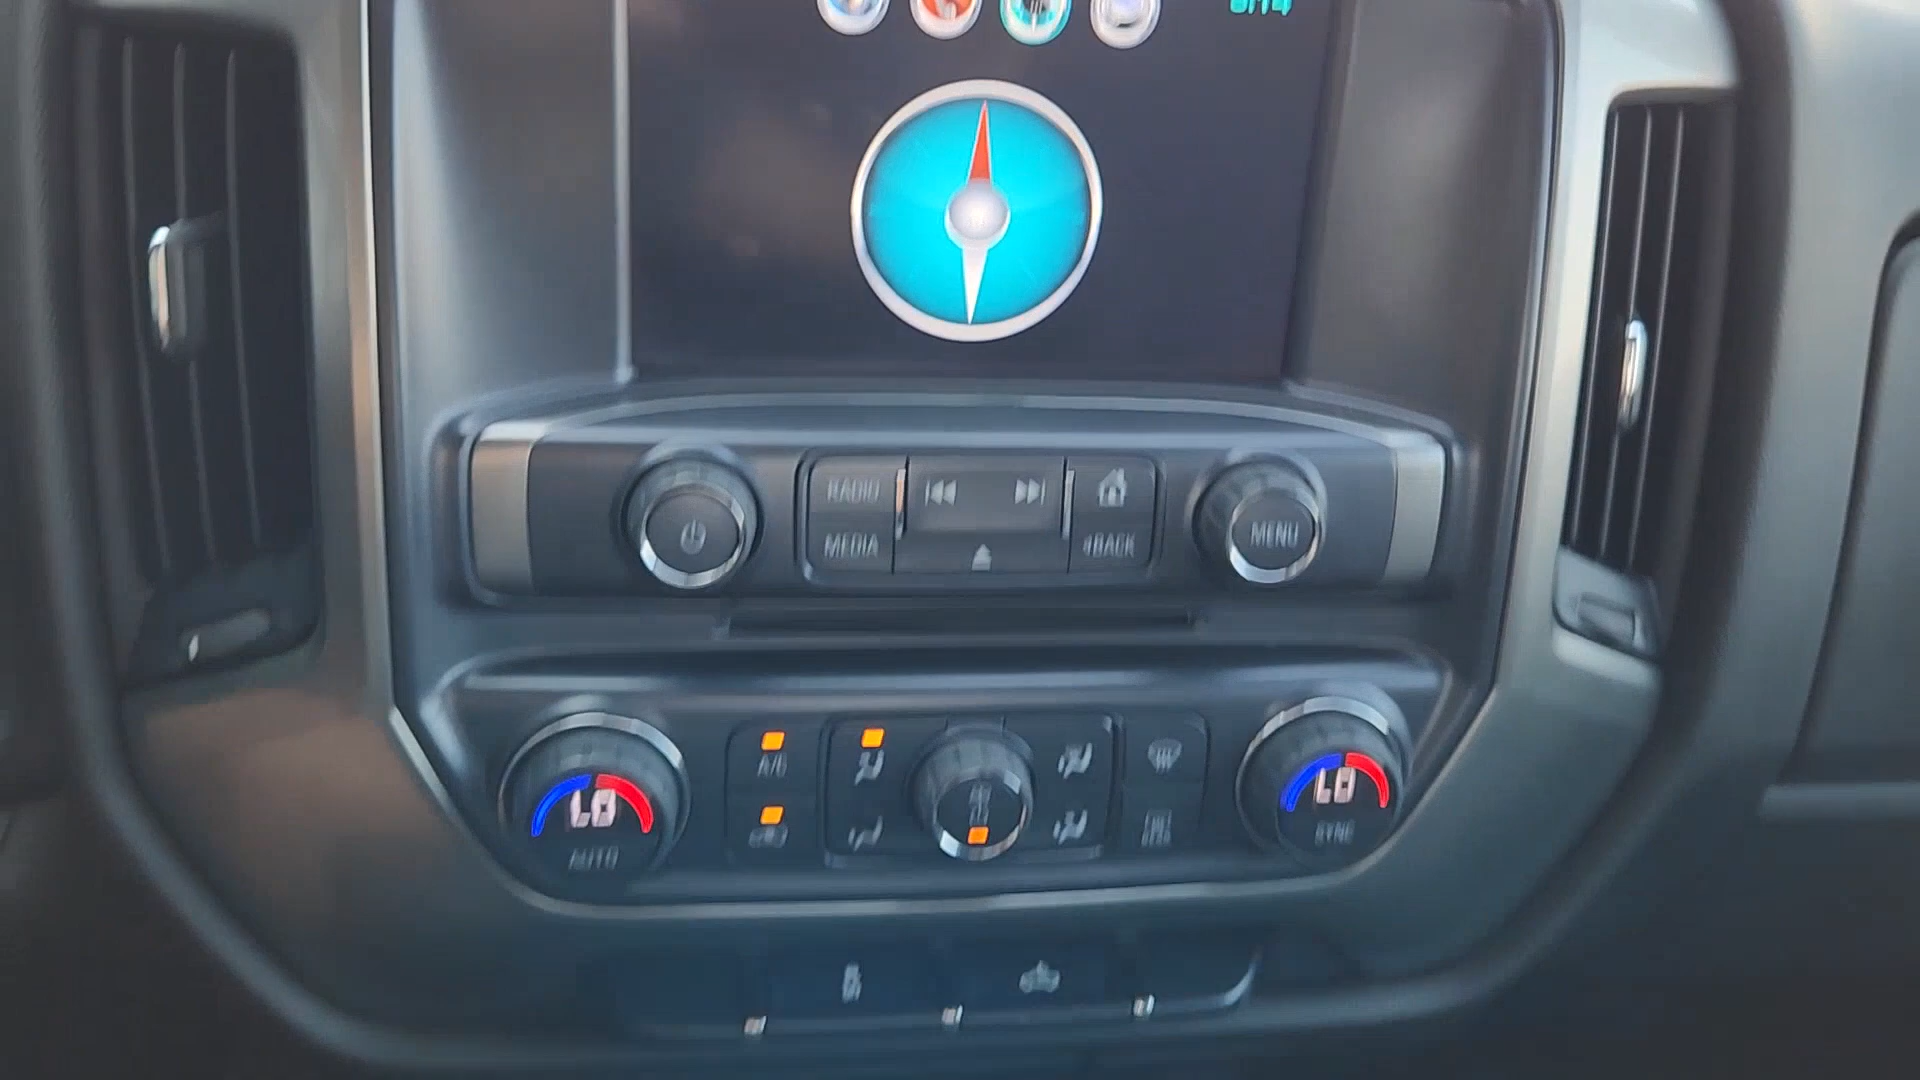 RADIO
MEDIA
◄BACK
MENU
A/C
LO
LO
AUTO
SYNC